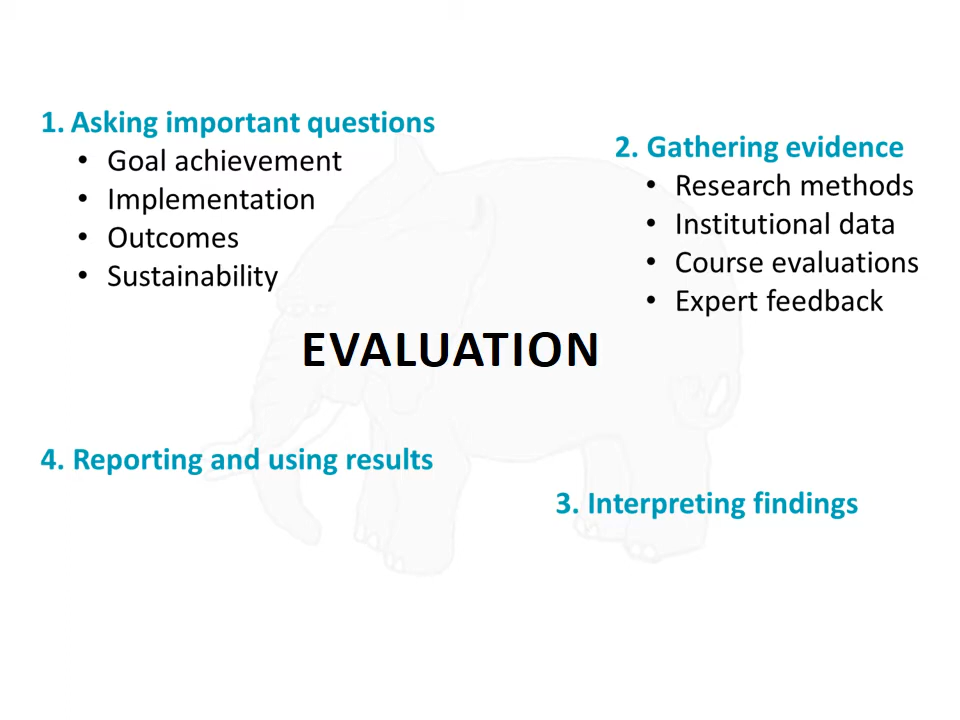 1. Asking important questions
• Goal achievement
• Implementation
• Outcomes
• Sustainability
2. Gathering evidence
• Research methods
• Institutional data
• Course evaluations
• Expert feedback
EVALUATION
4. Reporting and using results
3. Interpreting findings